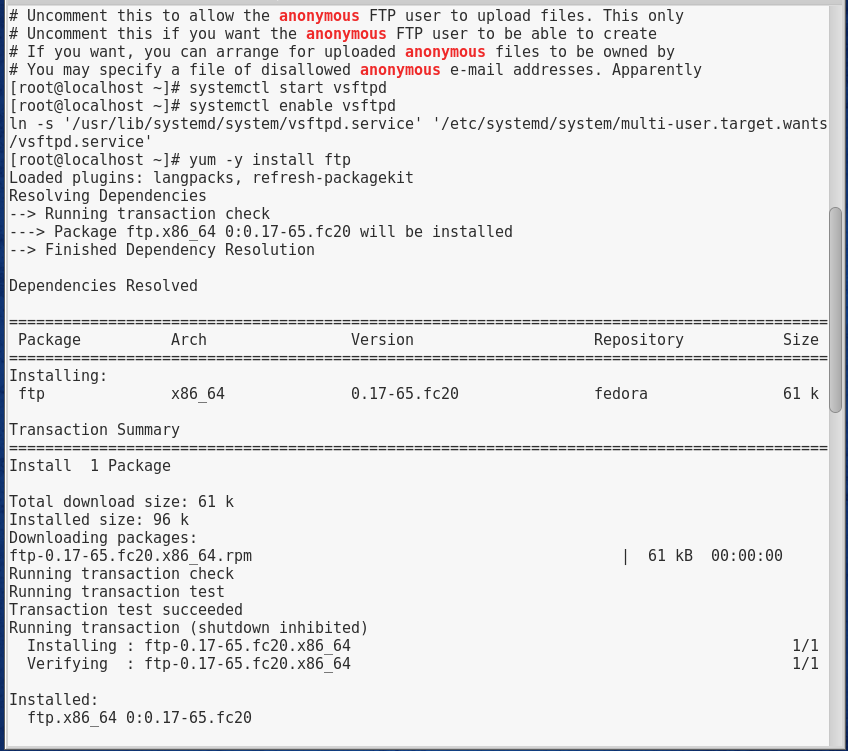 # Uncomment this to allow the anonymous FTP user to upload files. This only
# Uncomment this if you want the anonymous FTP user to be able to create
# If you want, you can arrange for uploaded anonymous files to be owned by
# You may specify a file of disallowed anonymous e-mail addresses. Apparently
[root@localhost ~]# systemctl start vsftpd
[root@localhost ~]# systemctl enable vsftpd
ln -s '/usr/lib/systemd/system/vsftpd.service' '/etc/systemd/system/multi-user.target.wants
/vsftpd.service'
[root@localhost ~]# yum -y install ftp
Loaded plugins: langpacks, refresh-packagekit
Resolving Dependencies
--> Running transaction check
---> Package ftp.x86_64 0:0.17-65.fc20 will be installed
--> Finished Dependency Resolution

Dependencies Resolved

===========================================================================================
 Package          Arch                Version                    Repository           Size
===========================================================================================
Installing:
 ftp              x86_64              0.17-65.fc20               fedora               61 k

Transaction Summary
===========================================================================================
Install  1 Package

Total download size: 61 k
Installed size: 96 k
Downloading packages:
ftp-0.17-65.fc20.x86_64.rpm                                         |  61 kB  00:00:00
Running transaction check
Running transaction test
Transaction test succeeded
Running transaction (shutdown inhibited)
  Installing : ftp-0.17-65.fc20.x86_64                                                 1/1
  Verifying  : ftp-0.17-65.fc20.x86_64                                                 1/1

Installed:
  ftp.x86_64 0:0.17-65.fc20